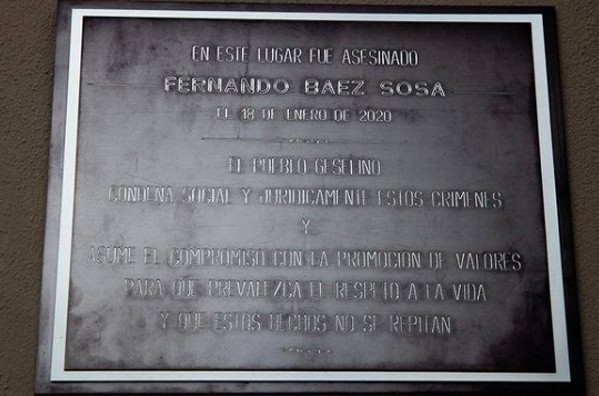 EN ESTE LUGAR FUE ASESINADO
FERNANDO BAEZ SOSA
EL 18 DE ENERO DE 2020
EL PUEBLO GESELINO
CONDENA SOCIAL Y JURIDICAMENTE ESTOS CRIMENES
Y
ASUME EL COMPROMISO CON LA PROMOCION DE VALORES
PARA QUE PREVALEZCA EL RESPETO A LA VIDA
Y QUE ESTOS HECHOS NO SE REPITAN